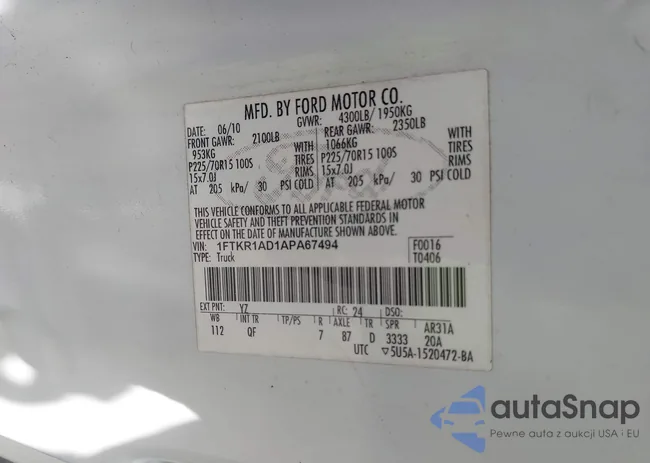 MFD. BY FORD MOTOR CO.
DATE: 06/10 GVWR: 4300LB/ 1950KG
FRONT GAWR: 2100LB REAR GAWR: 2350LB
953KG WITH 1066KG WITH
P225/70R15 100S TIRES P225/70R15 100S TIRES
15x7.0J RIMS 15x7.0J RIMS
AT 205 kPa/ 30 PSI COLD AT 205 kPa/ 30 PSI COLD
THIS VEHICLE CONFORMS TO ALL APPLICABLE FEDERAL MOTOR
VEHICLE SAFETY AND THEFT PREVENTION STANDARDS IN
EFFECT ON THE DATE OF MANUFACTURE SHOWN ABOVE.
VIN: 1FTKR1AD1APA67494 F0016
TYPE: Truck T0406
EXT PNT: YZ RC: 24 DSO:
WB INT TR TP/PS R AXLE TR SPR AR31A
112 QF 7 87 D 3333 20A
UTC ▽5U5A-1520472-BA
autaSnap
Pewne auta z aukcji USA i EU